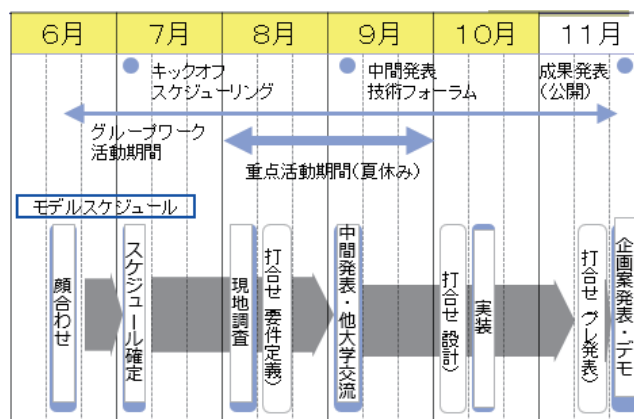 6月
7月
8月
9月
10月
11月
キックオフ
スケジューリング
中間発表
技術フォーラム
成果発表
(公開)
グループワーク
活動期間
重点活動期間(夏休み)
モデルスケジュール
顔合わせ
スケジュール確定
現地調査
打合せ(要件定義)
中間発表・他大学交流
打合せ(設計)
実装
打合せ(プレ発表)
企画案発表・デモ